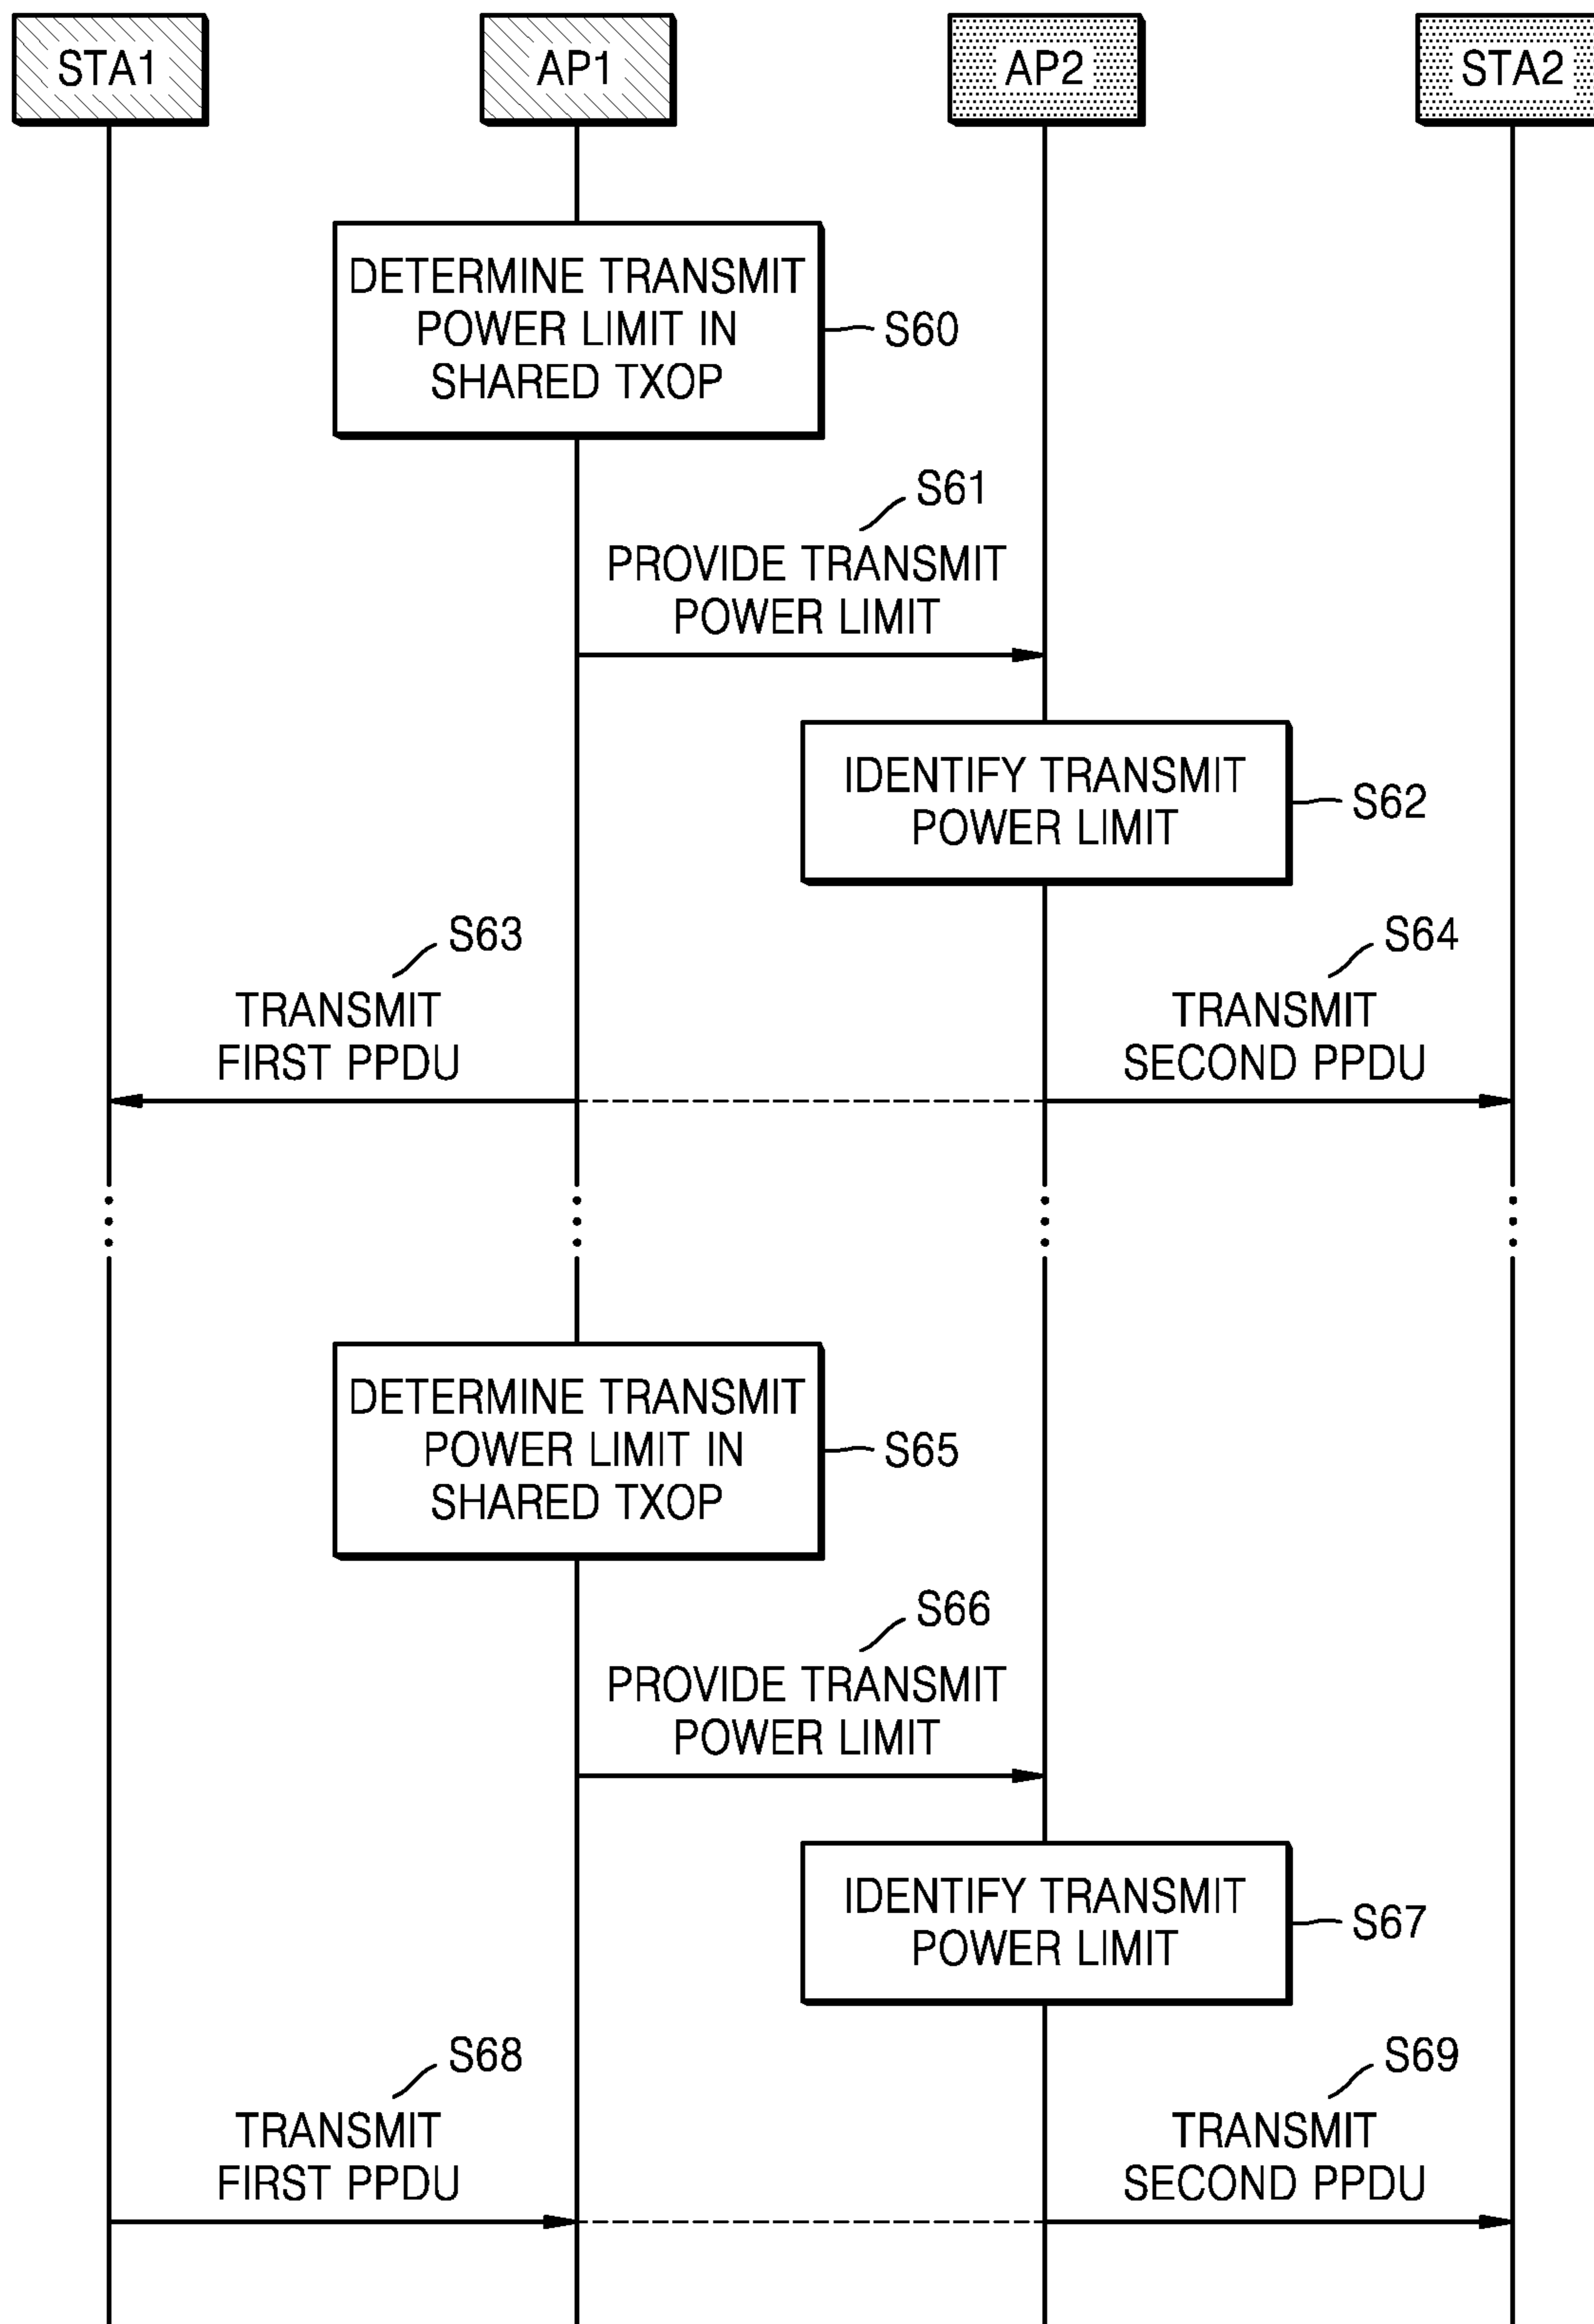 STA1
AP1
AP2
STA2
DETERMINE TRANSMIT
POWER LIMIT IN
SHARED TXOP
S60
S61
PROVIDE TRANSMIT
POWER LIMIT
IDENTIFY TRANSMIT
POWER LIMIT
S62
S63
TRANSMIT
FIRST PPDU
S64
TRANSMIT
SECOND PPDU
DETERMINE TRANSMIT
POWER LIMIT IN
SHARED TXOP
S65
S66
PROVIDE TRANSMIT
POWER LIMIT
IDENTIFY TRANSMIT
POWER LIMIT
S67
S68
TRANSMIT
FIRST PPDU
S69
TRANSMIT
SECOND PPDU